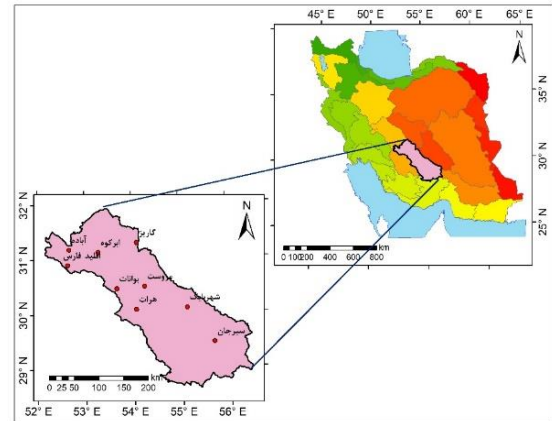 45° E 50° E 55° E 60° E 65° E
N
35° N
30° N
25° N
0 100 200 400 600 800
km
32° N
31° N
30° N
29° N
N
گاریز
آباده
ابرکوه
اقلید فارس
بوانات
مروست
هرات
شهربابک
سیرجان
0 25 50 100 150 200
km
52° E 53° E 54° E 55° E 56° E